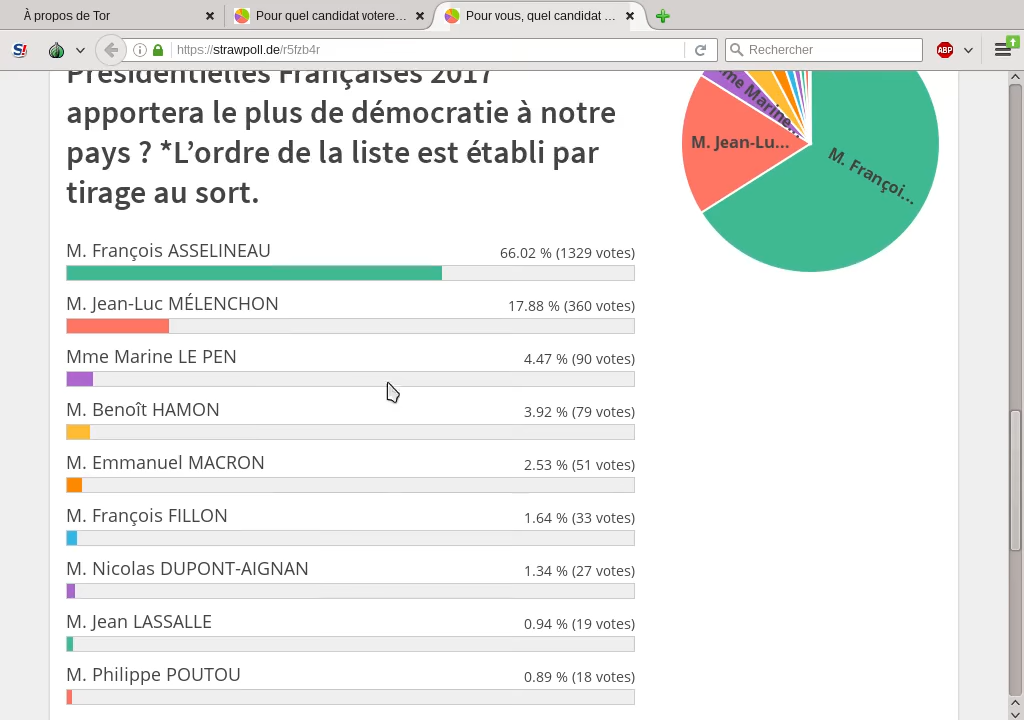 À propos de Tor
Pour quel candidat votere...
Pour vous, quel candidat ...
S!
https://strawpoll.de/r5fzb4r
Rechercher
ABP
Présidentielles Françaises 2017
apportera le plus de démocratie à notre
pays ? *L'ordre de la liste est établi par
tirage au sort.
me Marine...
M. Jean-Lu...
M. Françoi...
M. François ASSELINEAU
66.02 % (1329 votes)
M. Jean-Luc MÉLENCHON
17.88 % (360 votes)
Mme Marine LE PEN
4.47 % (90 votes)
M. Benoît HAMON
3.92 % (79 votes)
M. Emmanuel MACRON
2.53 % (51 votes)
M. François FILLON
1.64 % (33 votes)
M. Nicolas DUPONT-AIGNAN
1.34 % (27 votes)
M. Jean LASSALLE
0.94 % (19 votes)
M. Philippe POUTOU
0.89 % (18 votes)